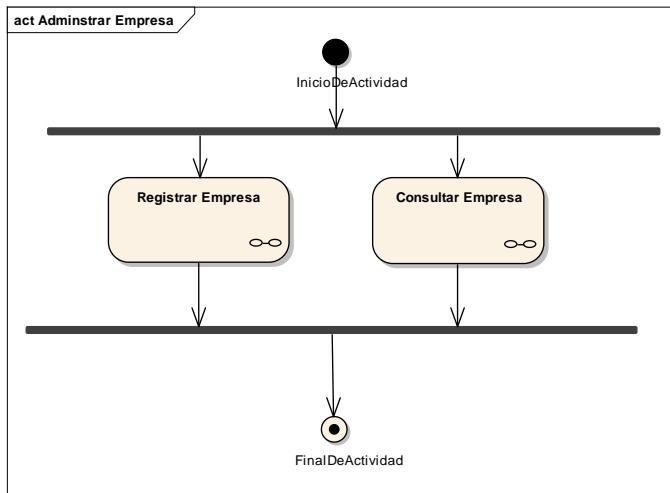 act Adminstrar Empresa
InicioDeActividad
Registrar Empresa
Consultar Empresa
FinalDeActividad